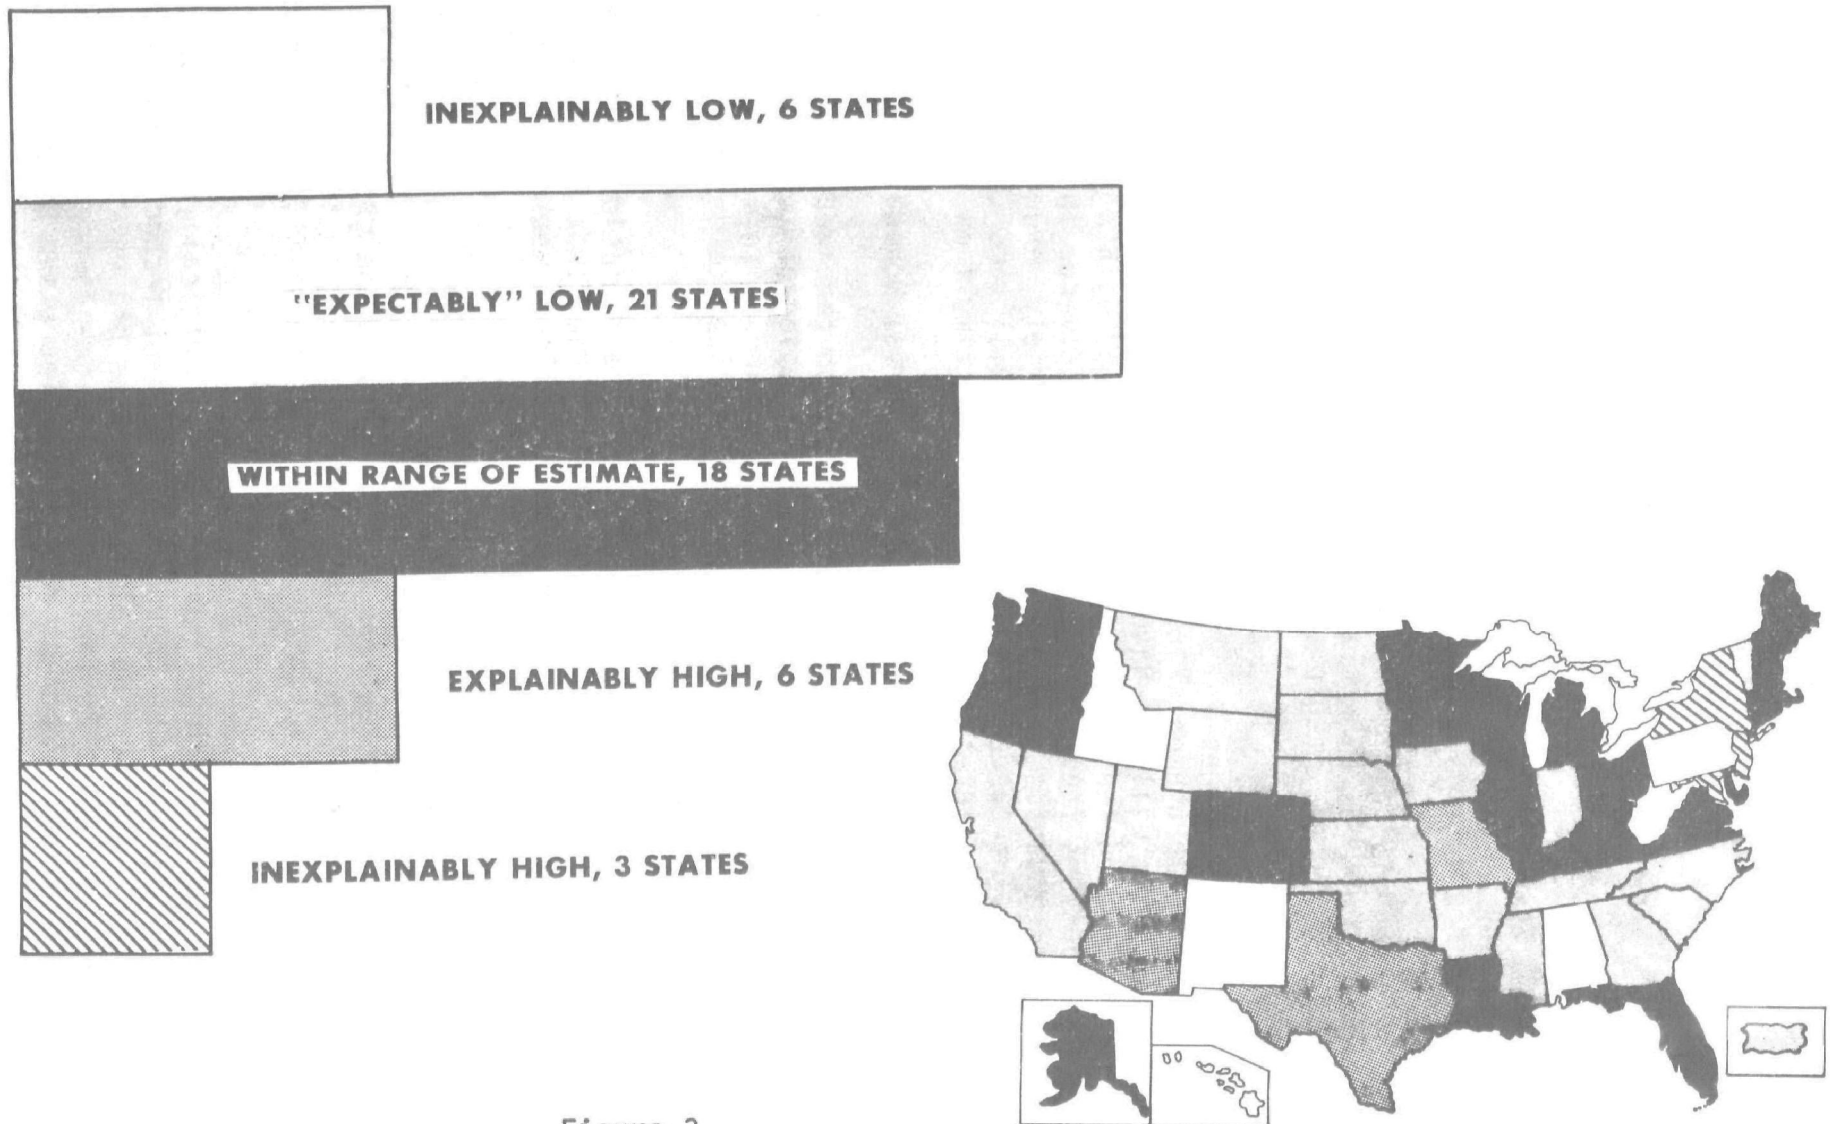 INEXPLAINABLY LOW, 6 STATES
"EXPECTABLY" LOW, 21 STATES
WITHIN RANGE OF ESTIMATE, 18 STATES
EXPLAINABLY HIGH, 6 STATES
INEXPLAINABLY HIGH, 3 STATES